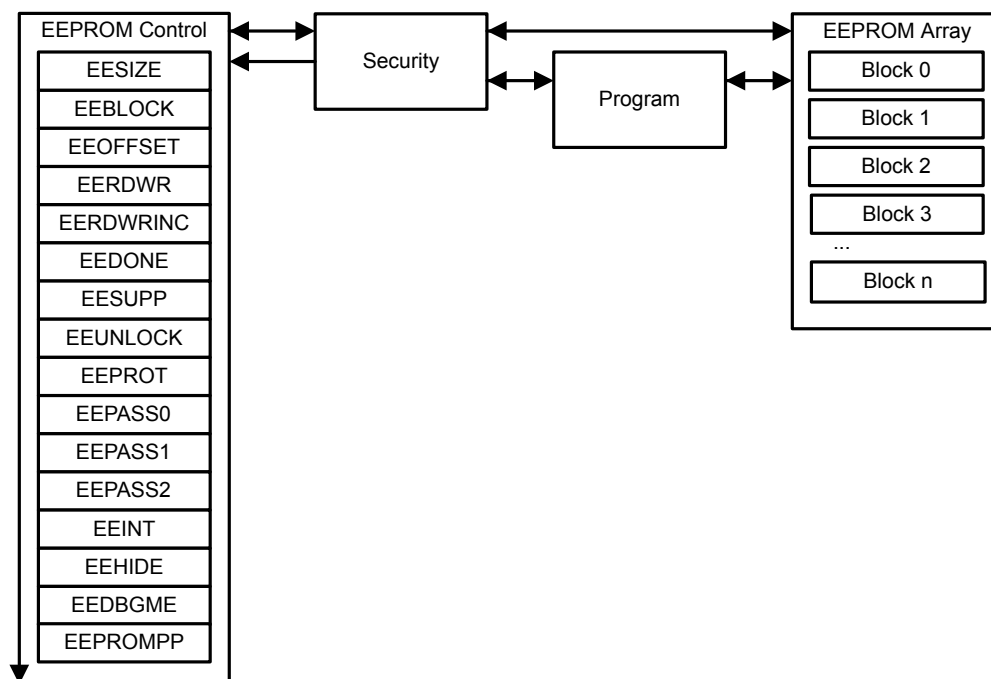 EEPROM Control
EESIZE
EEBLOCK
EEOFFSET
EERDWR
EERDWRINC
EEDONE
EESUPP
EEUNLOCK
EEPROT
EEPASS0
EEPASS1
EEPASS2
EEINT
EEHIDE
EEDBGME
EEPROMPP
Security
Program
EEPROM Array
Block 0
Block 1
Block 2
Block 3
...
Block n